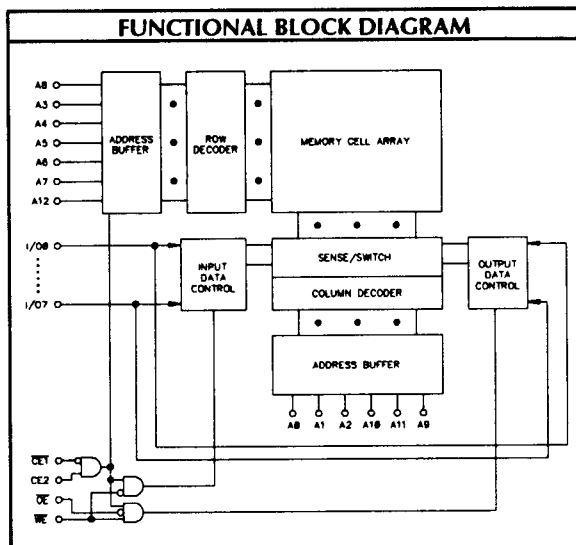 FUNCTIONAL BLOCK DIAGRAM
A8
A3
A4
A5
A6
A7
A12
ADDRESS
BUFFER
ROW
DECODER
MEMORY CELL ARRAY
I/O0
I/O7
INPUT
DATA
CONTROL
SENSE/SWITCH
COLUMN DECODER
OUTPUT
DATA
CONTROL
ADDRESS BUFFER
A0 A1 A2 A10 A11 A9
CE1
CE2
OE
WE